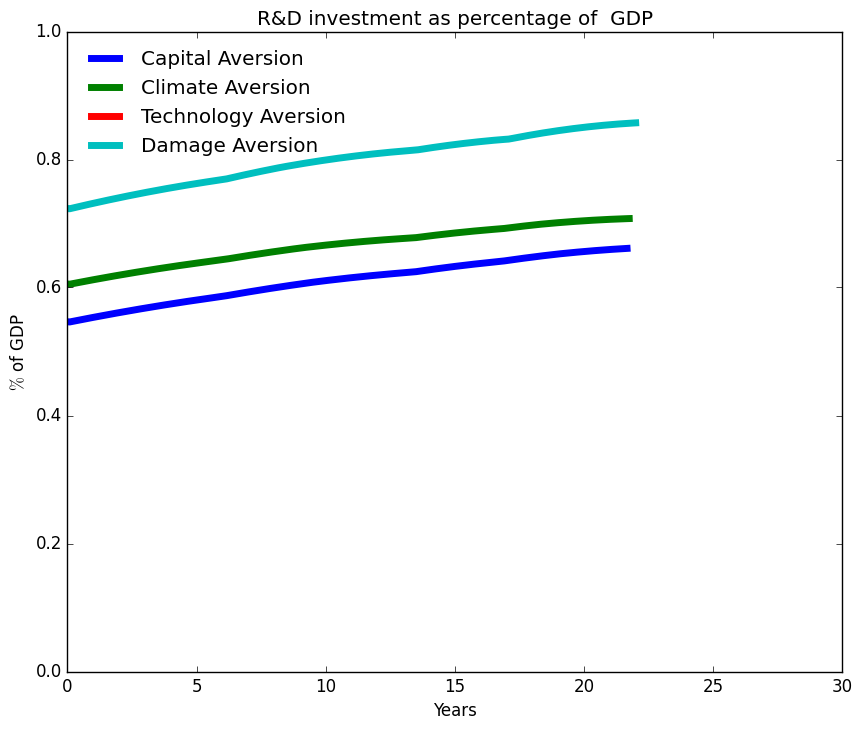 R&D investment as percentage of  GDP
Capital Aversion
Climate Aversion
Technology Aversion
Damage Aversion
% of GDP
1.0
0.8
0.6
0.4
0.2
0.0
0 5 10 15 20 25 30
Years